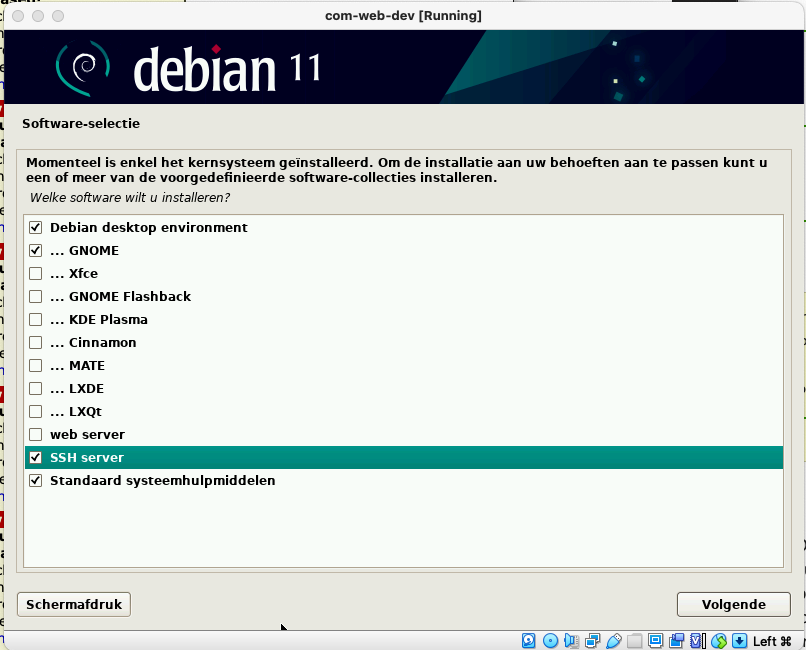 com-web-dev [Running]
debian 11
Software-selectie
Momenteel is enkel het kernsysteem geïnstalleerd. Om de installatie aan uw behoeften aan te passen kunt u
een of meer van de voorgedefinieerde software-collecties installeren.
Welke software wilt u installeren?
Debian desktop environment
... GNOME
... Xfce
... GNOME Flashback
... KDE Plasma
... Cinnamon
... MATE
... LXDE
... LXQt
web server
SSH server
Standaard systeemhulpmiddelen
Schermafdruk
Volgende
Left ⌘